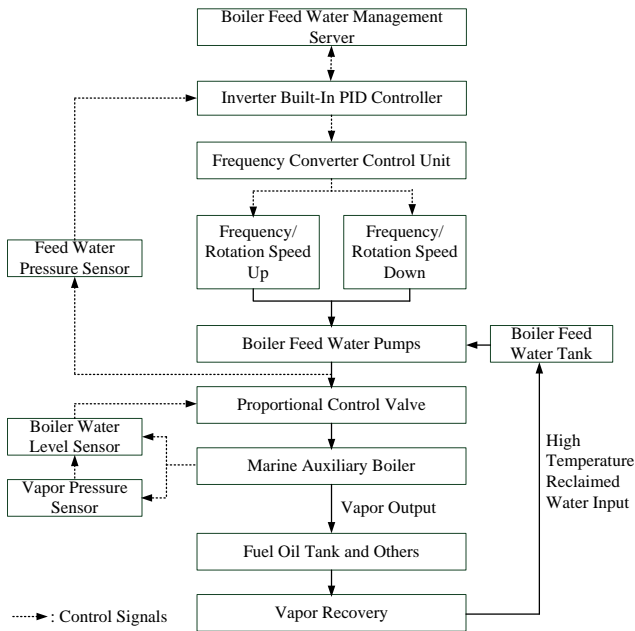 Boiler Feed Water Management
Server
Inverter Built-In PID Controller
Frequency Converter Control Unit
Frequency/
Rotation Speed
Up
Frequency/
Rotation Speed
Down
Feed Water
Pressure Sensor
Boiler Feed Water Pumps
Boiler Feed
Water Tank
Proportional Control Valve
Boiler Water
Level Sensor
Marine Auxiliary Boiler
Vapor Pressure
Sensor
Vapor Output
High
Temperature
Reclaimed
Water Input
Fuel Oil Tank and Others
Vapor Recovery
: Control Signals